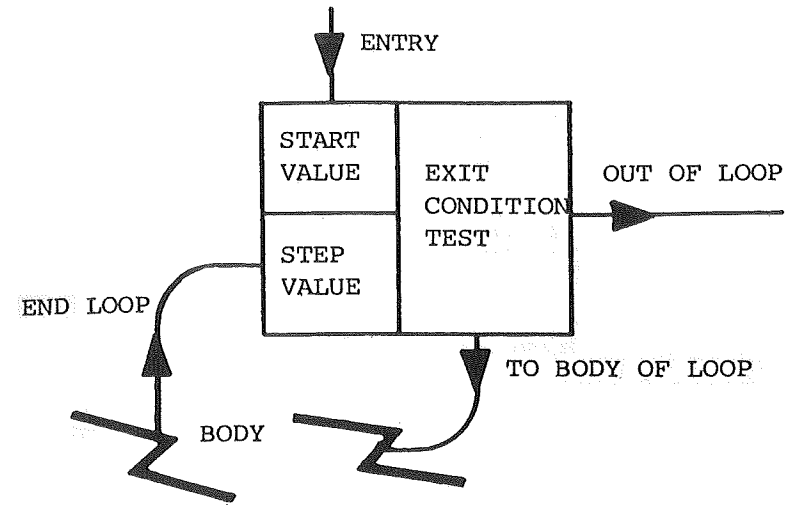 ENTRY
START
VALUE
EXIT
CONDITION
TEST
OUT OF LOOP
STEP
VALUE
END LOOP
TO BODY OF LOOP
BODY